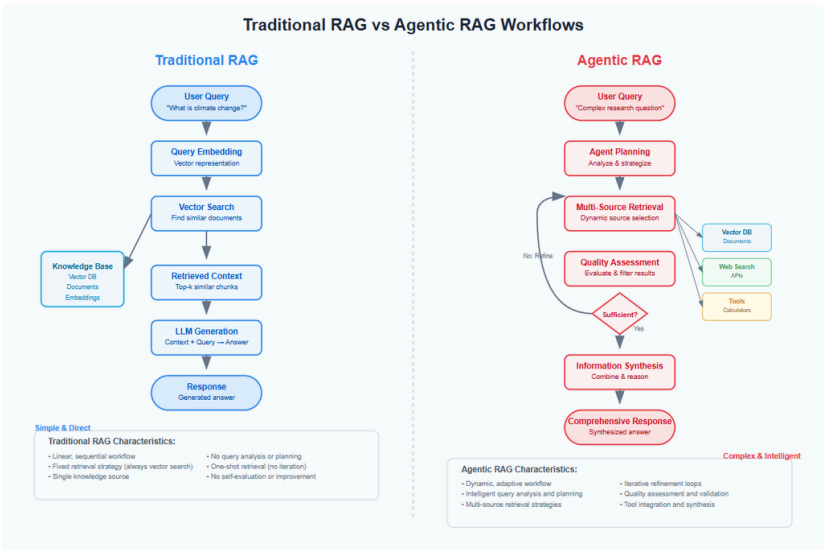 Traditional RAG vs Agentic RAG Workflows
Traditional RAG
User Query
"What is climate change?"
Query Embedding
Vector representation
Vector Search
Find similar documents
Knowledge Base
Vector DB
Documents
Embeddings
Retrieved Context
Top-k similar chunks
LLM Generation
Context + Query → Answer
Response
Generated answer
Simple & Direct
Traditional RAG Characteristics:
• Linear, sequential workflow
• Fixed retrieval strategy (always vector search)
• Single knowledge source
• No query analysis or planning
• One-shot retrieval (no iteration)
• No self-evaluation or improvement
Agentic RAG
User Query
"Complex research question"
Agent Planning
Analyze & strategize
Multi-Source Retrieval
Dynamic source selection
Vector DB
Documents
Web Search
APIs
Tools
Calculators
No: Refine
Quality Assessment
Evaluate & filter results
Sufficient?
Yes
Information Synthesis
Combine & reason
Comprehensive Response
Synthesized answer
Complex & Intelligent
Agentic RAG Characteristics:
• Dynamic, adaptive workflow
• Intelligent query analysis and planning
• Multi-source retrieval strategies
• Iterative refinement loops
• Quality assessment and validation
• Tool integration and synthesis